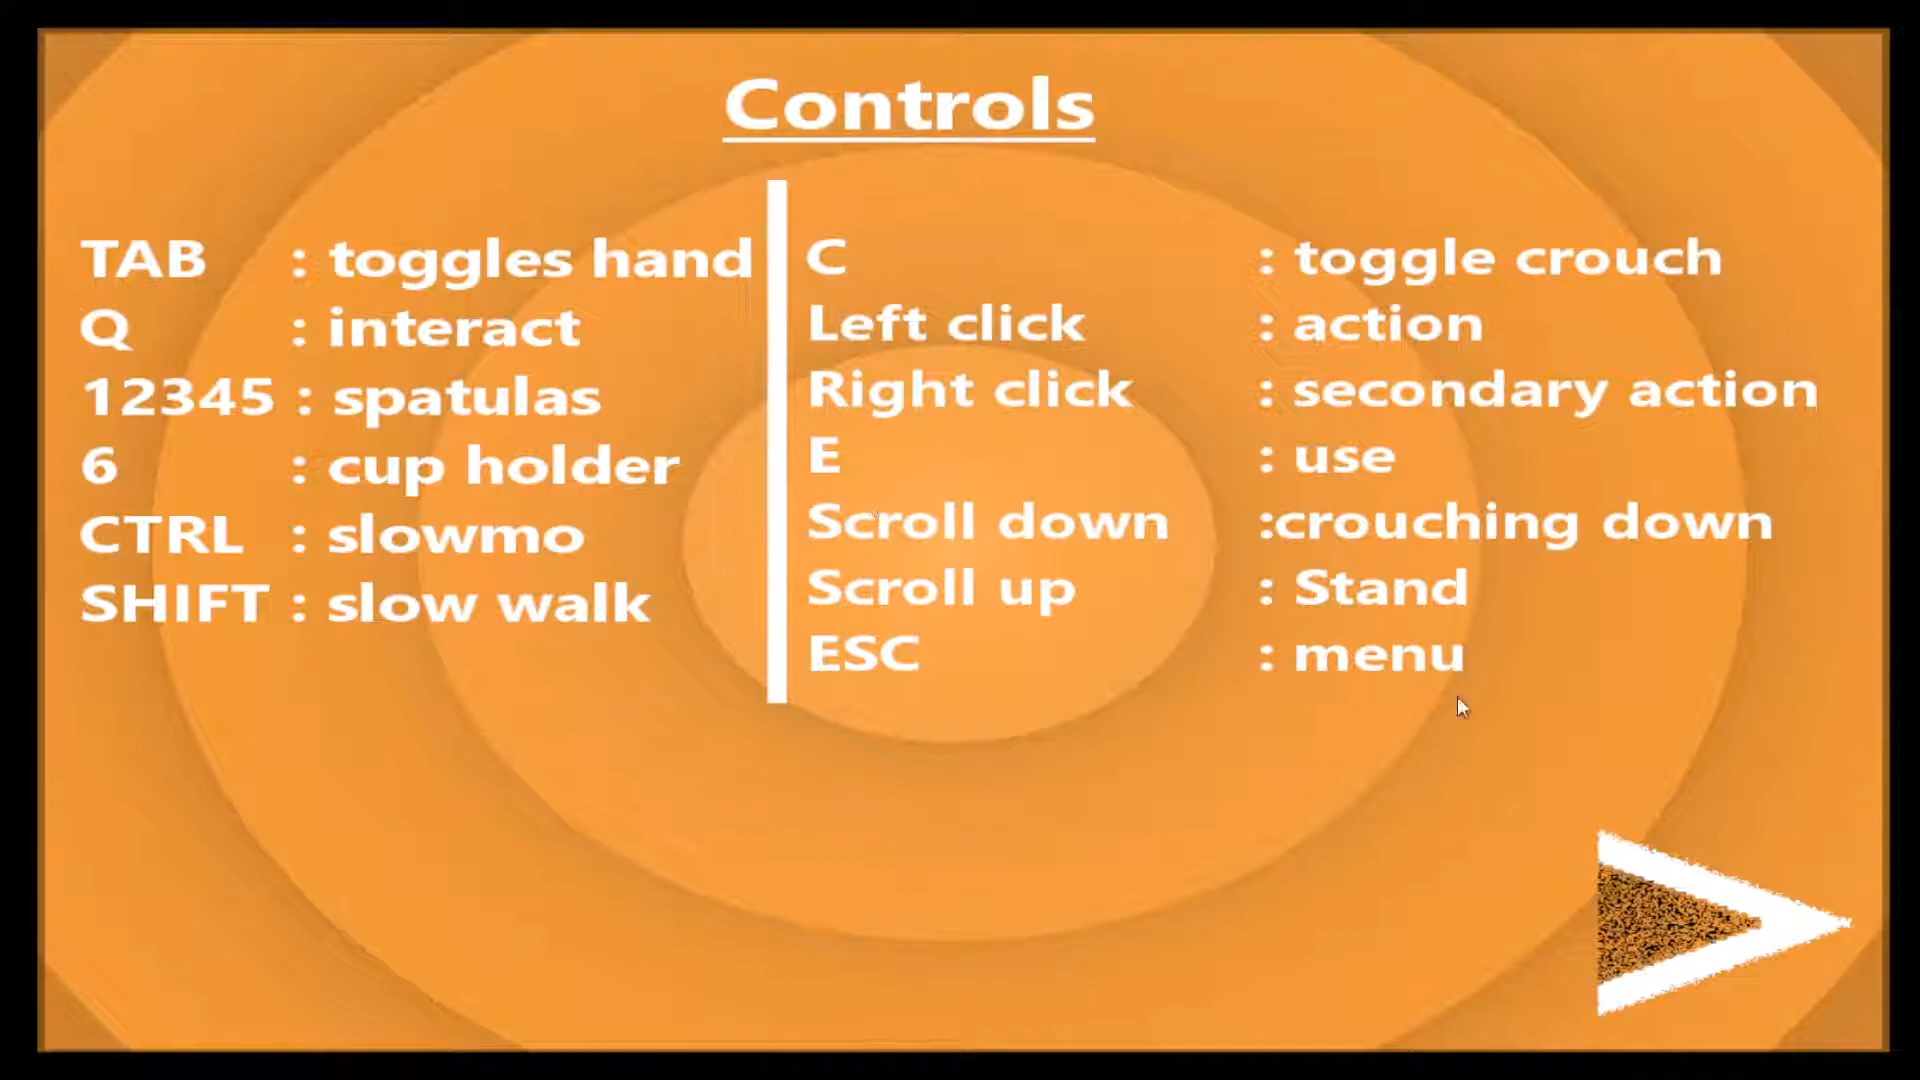 Controls
TAB : toggles hand
Q : interact
12345 : spatulas
6 : cup holder
CTRL : slowmo
SHIFT : slow walk
C : toggle crouch
Left click : action
Right click : secondary action
E : use
Scroll down :crouching down
Scroll up : Stand
ESC : menu